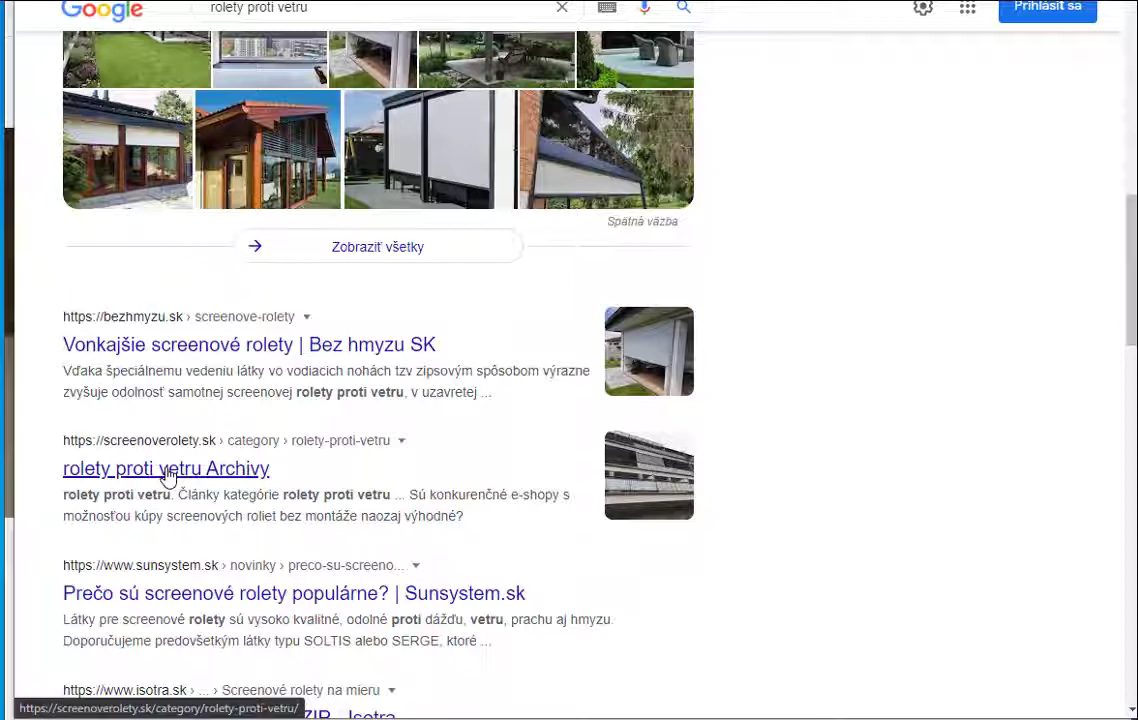 Google
rolety proti vetru
Prihlásiť sa
Spätná väzba
Zobraziť všetky
https://bezhmyzu.sk › screenove-rolety
Vonkajšie screenové rolety | Bez hmyzu SK
Vďaka špeciálnemu vedeniu látky vo vodiacich nohách tzv zipsovým spôsobom výrazne
zvyšuje odolnosť samotnej screenovej rolety proti vetru, v uzavretej ...
https://screenoverolety.sk › category › rolety-proti-vetru
rolety proti vetru Archivy
rolety proti vetru. Články kategórie rolety proti vetru ... Sú konkurenčné e-shopy s
možnosťou kúpy screenových roliet bez montáže naozaj výhodné?
https://www.sunsystem.sk › novinky › preco-su-screeno...
Prečo sú screenové rolety populárne? | Sunsystem.sk
Látky pre screenové rolety sú vysoko kvalitné, odolné proti dážďu, vetru, prachu aj hmyzu.
Doporučujeme predovšetkým látky typu SOLTIS alebo SERGE, ktoré ...
https://www.isotra.sk › ... › Screenové rolety na mieru
ZIP - Isotra
https://screenoverolety.sk/category/rolety-proti-vetru/